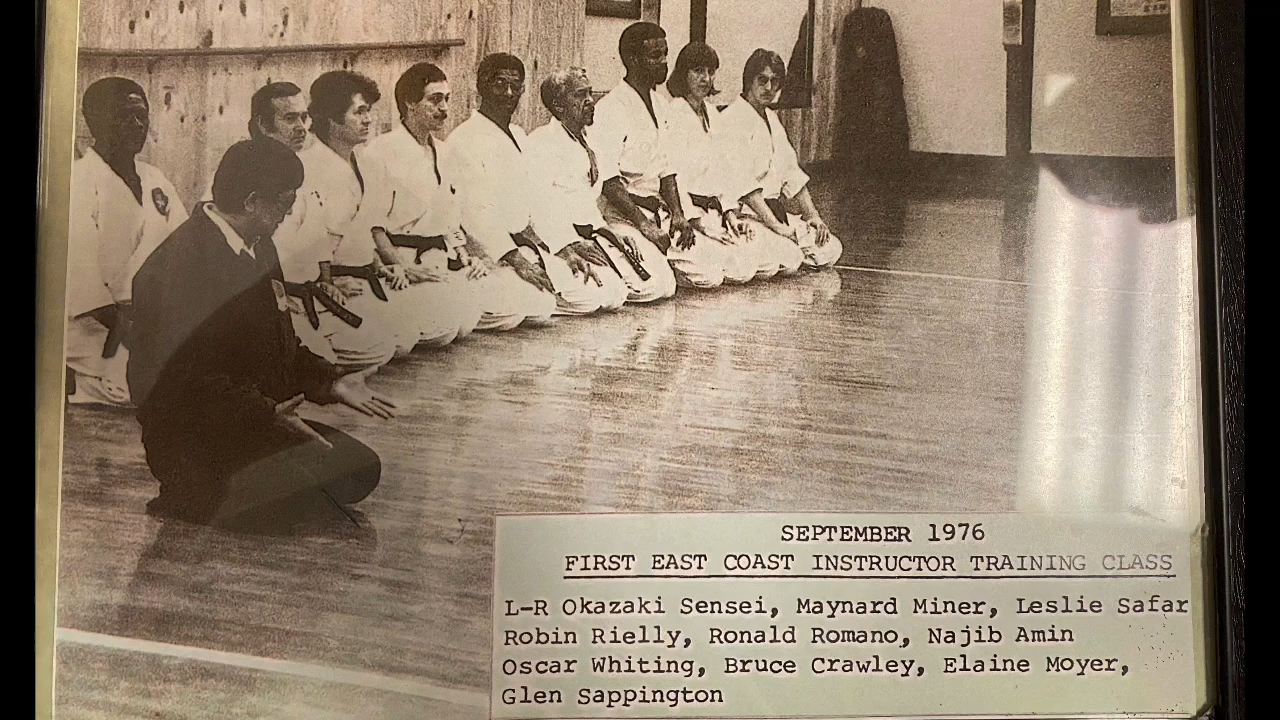 SEPTEMBER 1976
FIRST EAST COAST INSTRUCTOR TRAINING CLASS
L-R Okazaki Sensei, Maynard Miner, Leslie Safar
Robin Rielly, Ronald Romano, Najib Amin
Oscar Whiting, Bruce Crawley, Elaine Moyer,
Glen Sappington